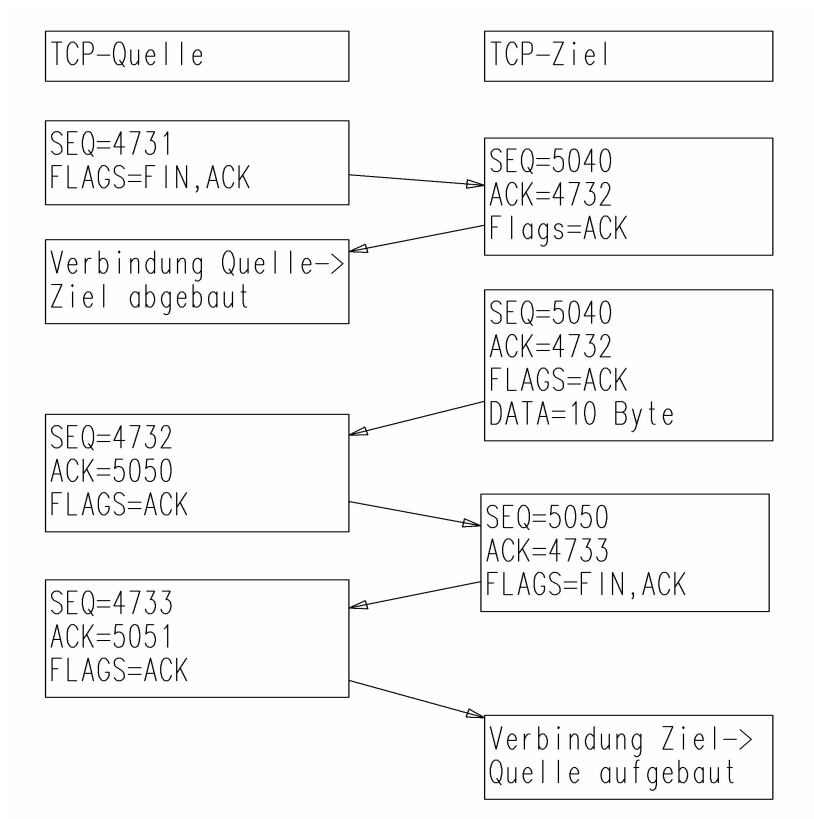 TCP-Quelle
TCP-Ziel
SEQ=4731
FLAGS=FIN,ACK
SEQ=5040
ACK=4732
Flags=ACK
Verbindung Quelle->
Ziel abgebaut
SEQ=5040
ACK=4732
FLAGS=ACK
DATA=10 Byte
SEQ=4732
ACK=5050
FLAGS=ACK
SEQ=5050
ACK=4733
FLAGS=FIN,ACK
SEQ=4733
ACK=5051
FLAGS=ACK
Verbindung Ziel->
Quelle aufgebaut